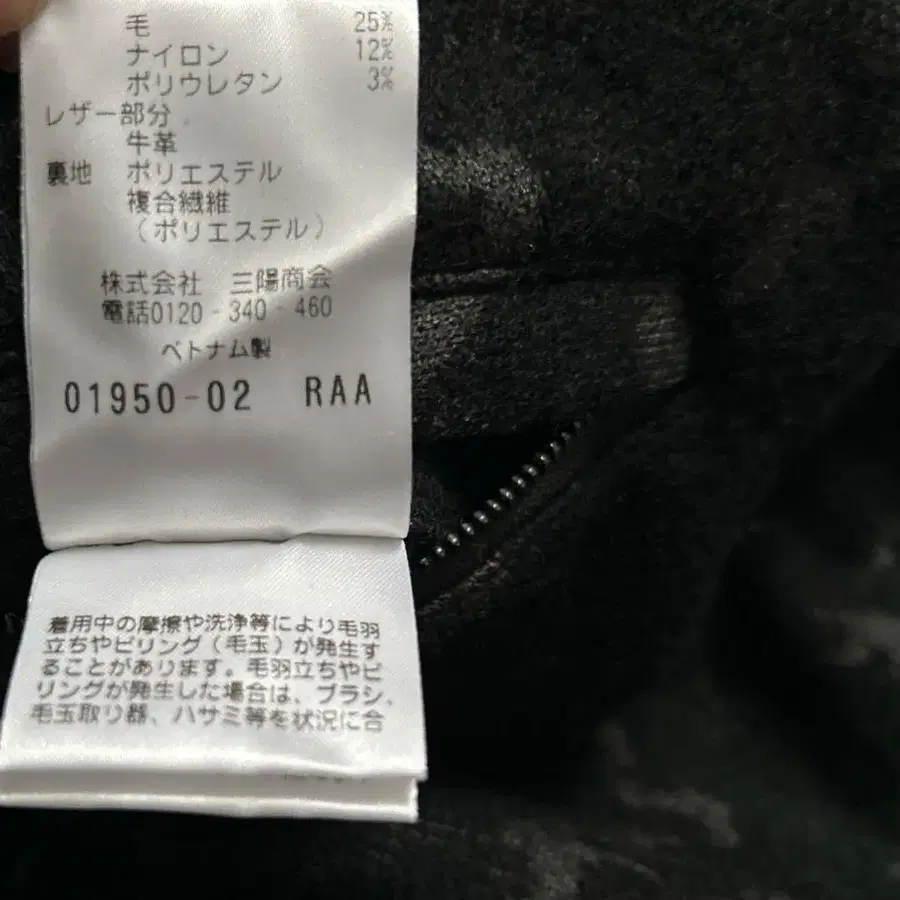 毛 25%
ナイロン 12%
ポリウレタン 3%
レザー部分
牛革
裏地 ポリエステル
複合繊維
(ポリエステル)
株式会社 三陽商会
電話0120-340-460
ベトナム製
01950-02 RAA
着用中の摩擦や洗浄等により毛羽
立ちやピリング(毛玉)が発生す
ることがあります。毛羽立ちやピ
リングが発生した場合は、ブラシ、
毛玉取り器、ハサミ等を状況に合